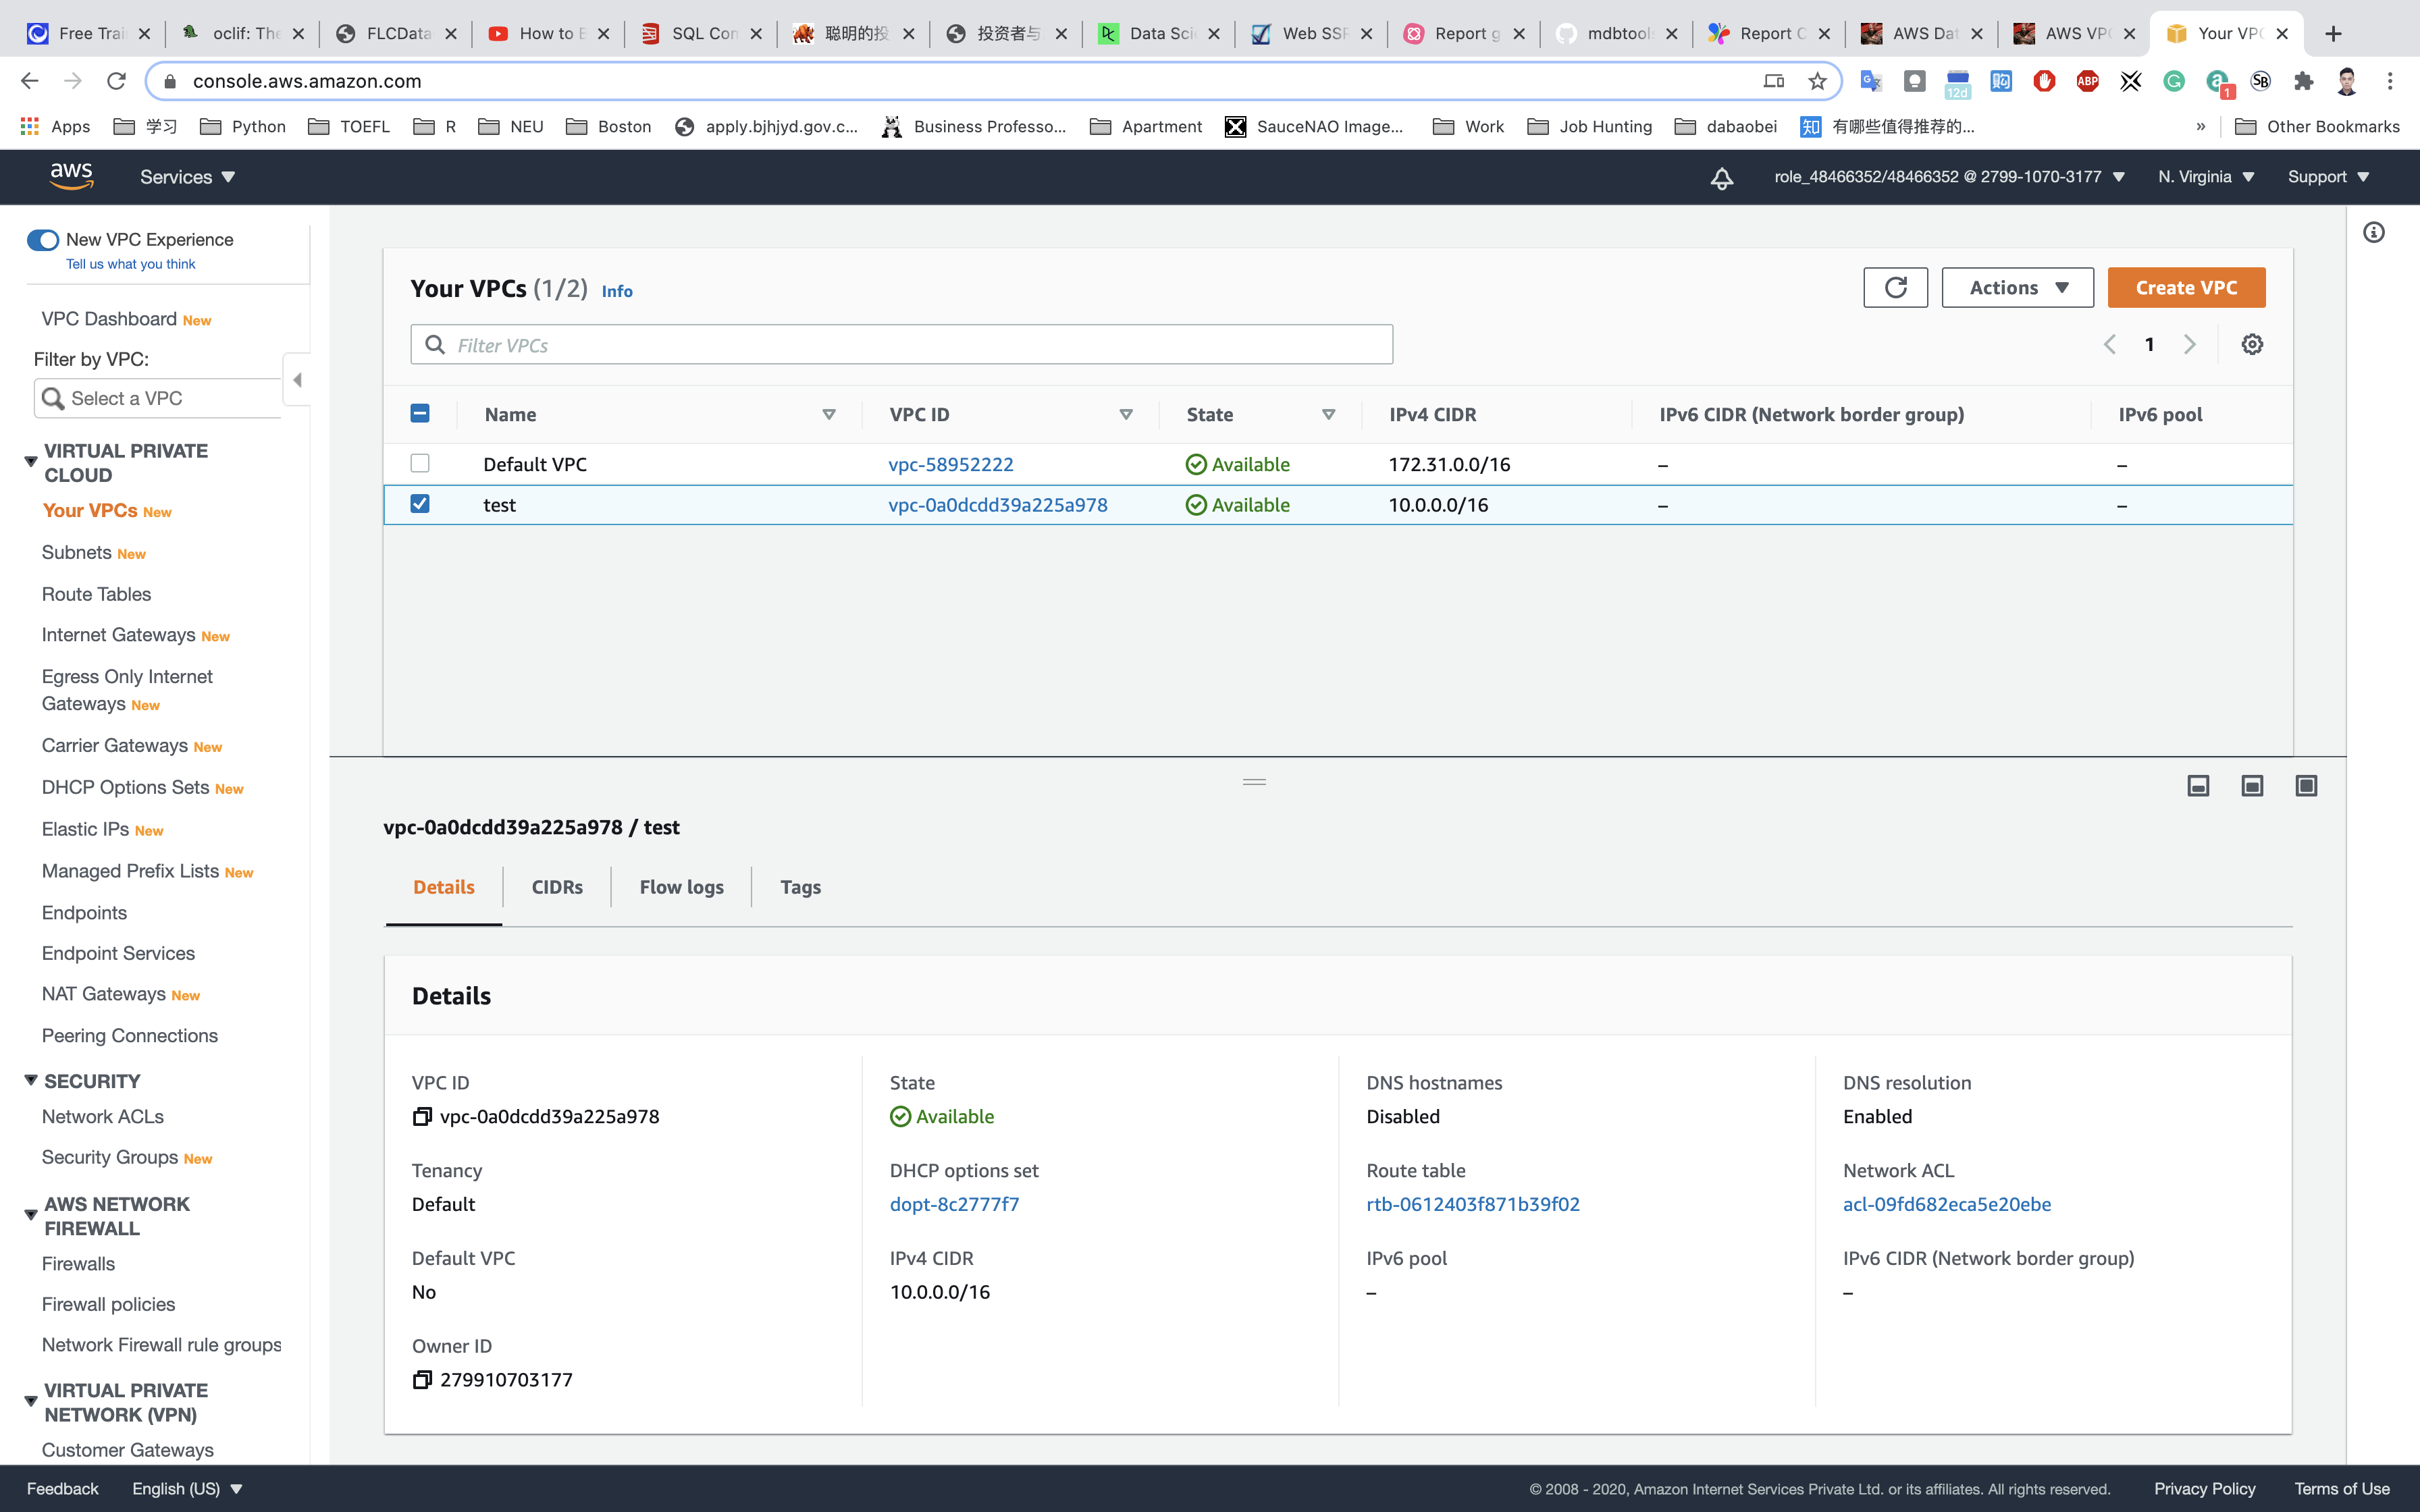 Free Trai
oclif: The
FLCData
How to E
SQL Con
聪明的投
投资者与
Data Sci
Web SSF
Report g
mdbtools
Report C
AWS Dat
AWS VPC
Your VPC
console.aws.amazon.com
12d
ABP
1
SB
Apps
学习
Python
TOEFL
R
NEU
Boston
apply.bjhjyd.gov.c...
Business Professo...
Apartment
SauceNAO Image...
Work
Job Hunting
dabaobei
知 有哪些值得推荐的...
»
Other Bookmarks
aws
Services
role_48466352/48466352 @ 2799-1070-3177
N. Virginia
Support
New VPC Experience
Tell us what you think
VPC Dashboard New
Filter by VPC:
Select a VPC
VIRTUAL PRIVATE
CLOUD
Your VPCs New
Subnets New
Route Tables
Internet Gateways New
Egress Only Internet
Gateways New
Carrier Gateways New
DHCP Options Sets New
Elastic IPs New
Managed Prefix Lists New
Endpoints
Endpoint Services
NAT Gateways New
Peering Connections
SECURITY
Network ACLs
Security Groups New
AWS NETWORK
FIREWALL
Firewalls
Firewall policies
Network Firewall rule groups
VIRTUAL PRIVATE
NETWORK (VPN)
Customer Gateways
Your VPCs (1/2) Info
Actions
Create VPC
Filter VPCs
1
Name VPC ID State IPv4 CIDR IPv6 CIDR (Network border group) IPv6 pool
Default VPC vpc-58952222 Available 172.31.0.0/16 – –
test vpc-0a0dcdd39a225a978 Available 10.0.0.0/16 – –
vpc-0a0dcdd39a225a978 / test
Details CIDRs Flow logs Tags
Details
VPC ID
vpc-0a0dcdd39a225a978
State
Available
DNS hostnames
Disabled
DNS resolution
Enabled
Tenancy
Default
DHCP options set
dopt-8c2777f7
Route table
rtb-0612403f871b39f02
Network ACL
acl-09fd682eca5e20ebe
Default VPC
No
IPv4 CIDR
10.0.0.0/16
IPv6 pool
–
IPv6 CIDR (Network border group)
–
Owner ID
279910703177
Feedback
English (US)
© 2008 - 2020, Amazon Internet Services Private Ltd. or its affiliates. All rights reserved.
Privacy Policy
Terms of Use